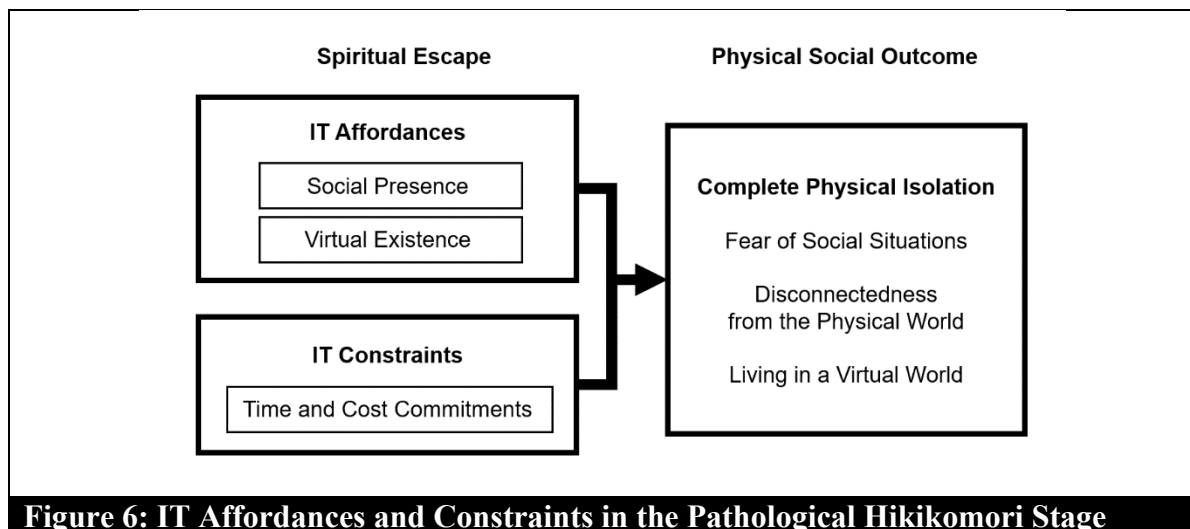 Spiritual Escape
IT Affordances
Social Presence
Virtual Existence
IT Constraints
Time and Cost Commitments
Physical Social Outcome
Complete Physical Isolation
Fear of Social Situations
Disconnectedness
from the Physical World
Living in a Virtual World
Figure 6: IT Affordances and Constraints in the Pathological Hikikomori Stage